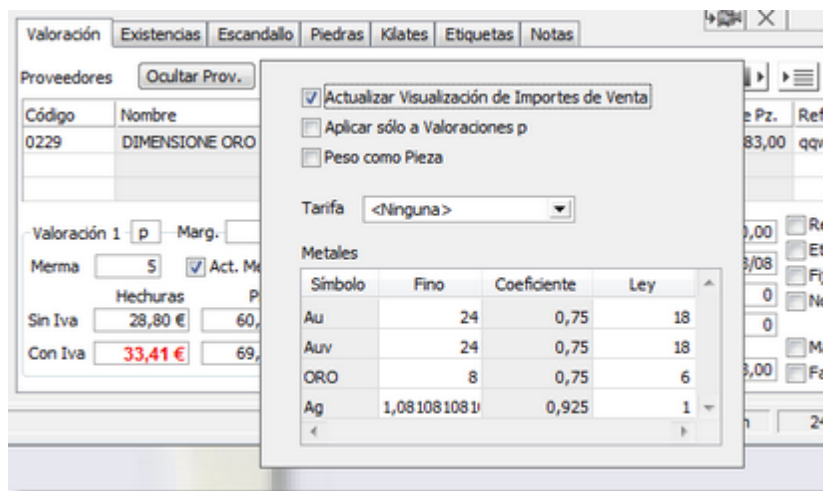 Valoración Existencias Escandallo Piedras Kilates Etiquetas Notas
Proveedores Ocultar Prov.
Código Nombre
0229 DIMENSIONE ORO
Valoración 1 p Marg.
Merma 5 Act.
Hechuras
Sin Iva 28,80 € 60,
Con Iva 33,41 € 69,
Actualizar Visualización de Importes de Venta
Aplicar sólo a Valoraciones p
Peso como Pieza
Tarifa <Ninguna>
Metales
Símbolo Fino Coeficiente Ley
Au 24 0,75 18
Auv 24 0,75 18
ORO 8 0,75 6
Ag 1,081081081 0,925 1
Pz. Ref
83,00 qqw
0,00
3/08
0
0
3,00
24